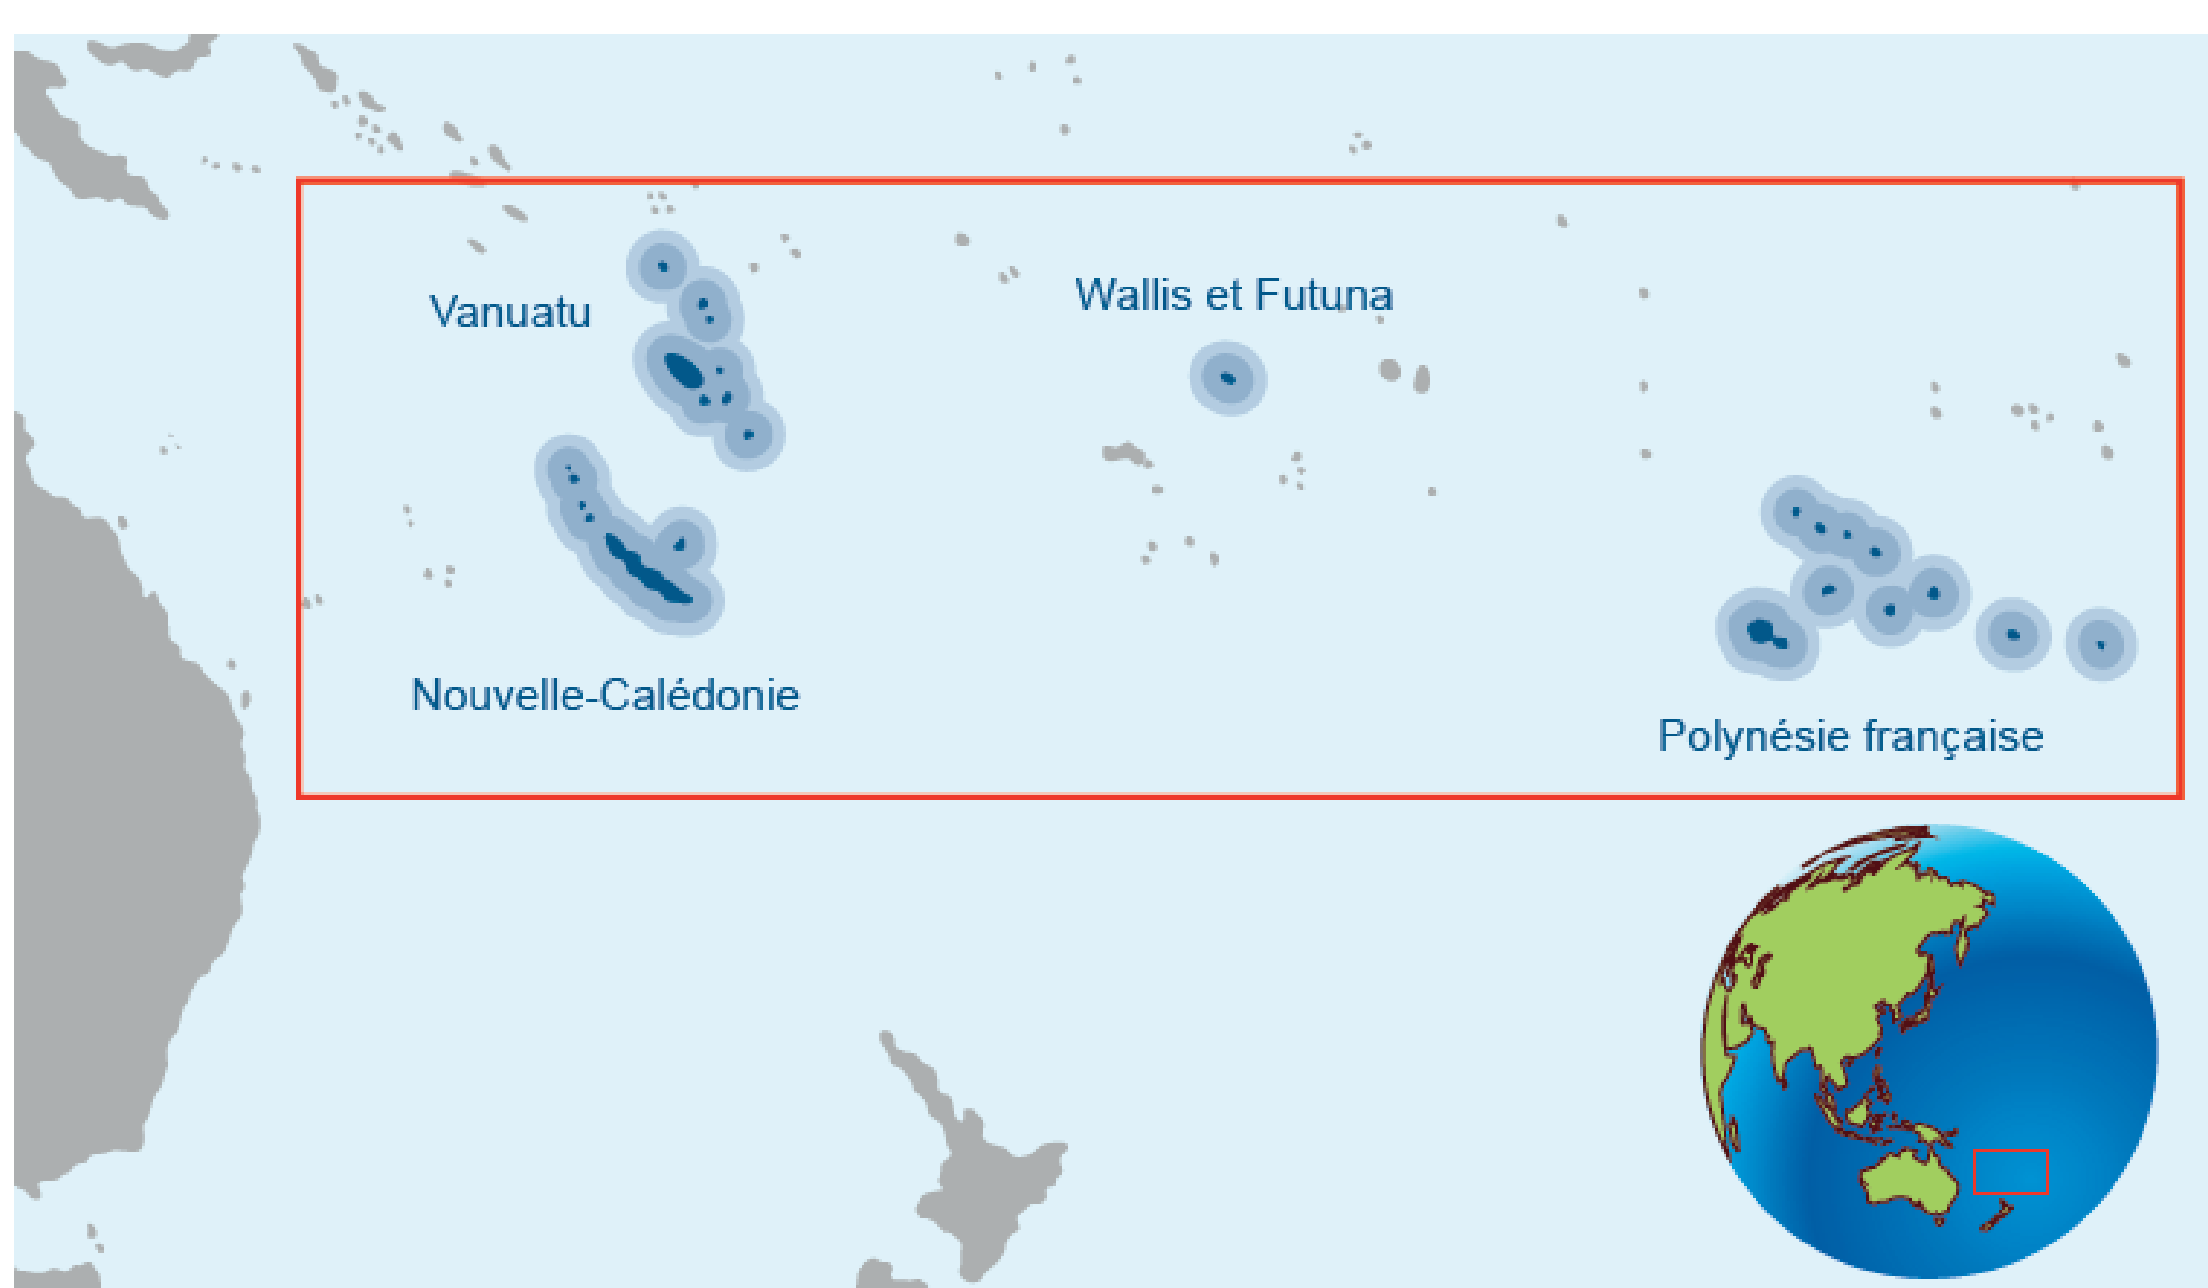 Vanuatu
Wallis et Futuna
Nouvelle-Calédonie
Polynésie française